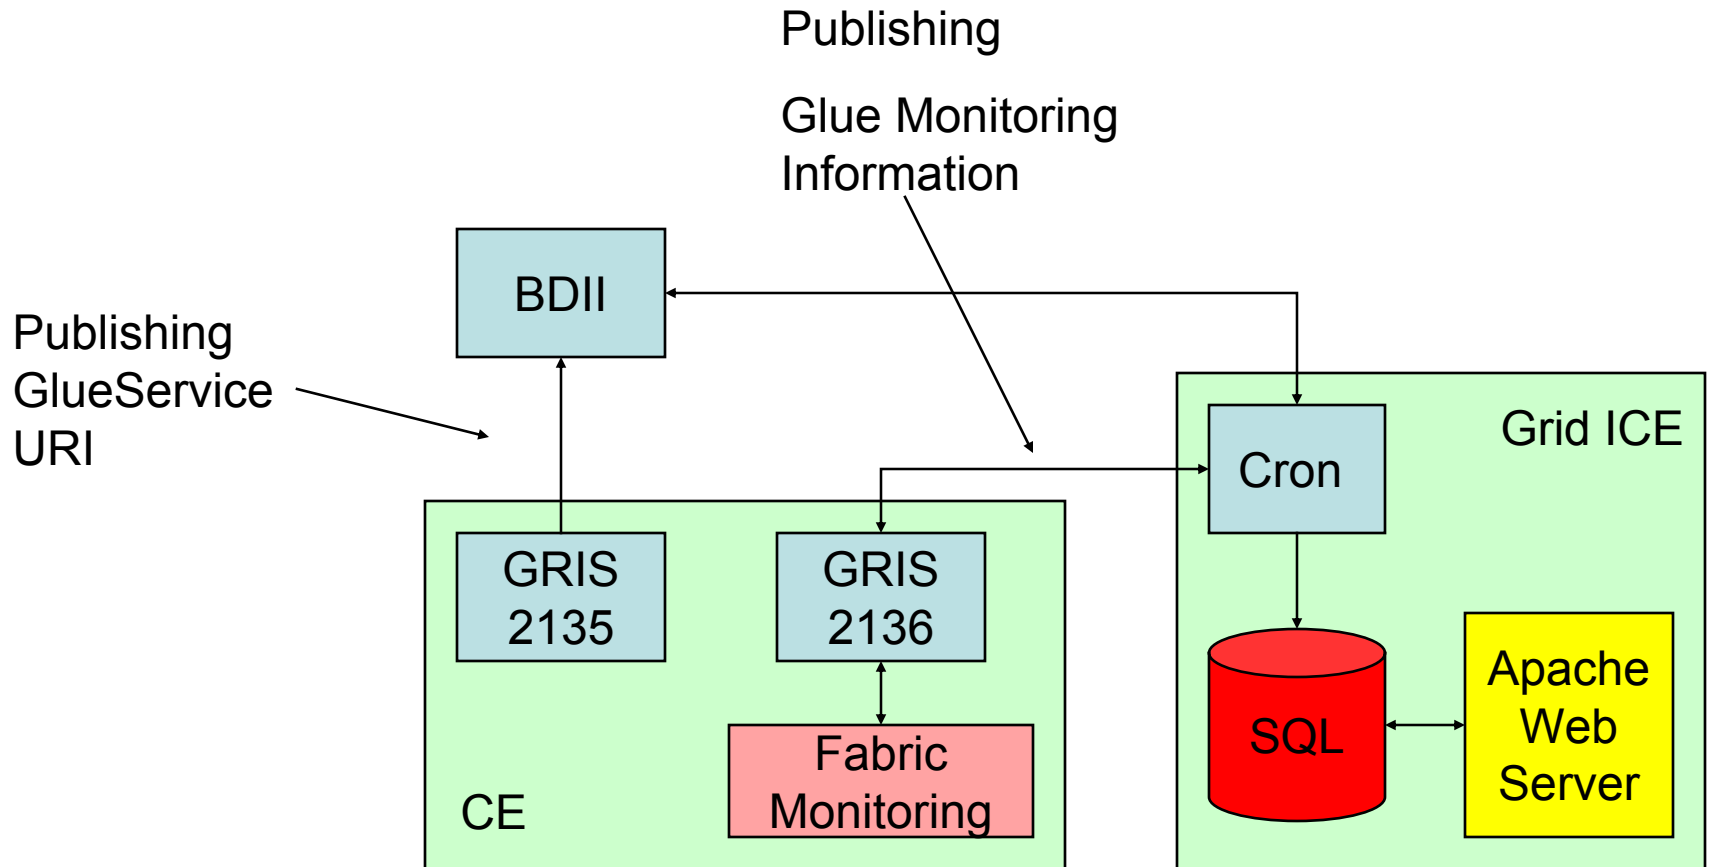 Publishing
Glue Monitoring
Information
BDII
Publishing
GlueService
URI
Grid ICE
Cron
GRIS
2135
GRIS
2136
Fabric
Monitoring
CE
SQL
Apache
Web
Server